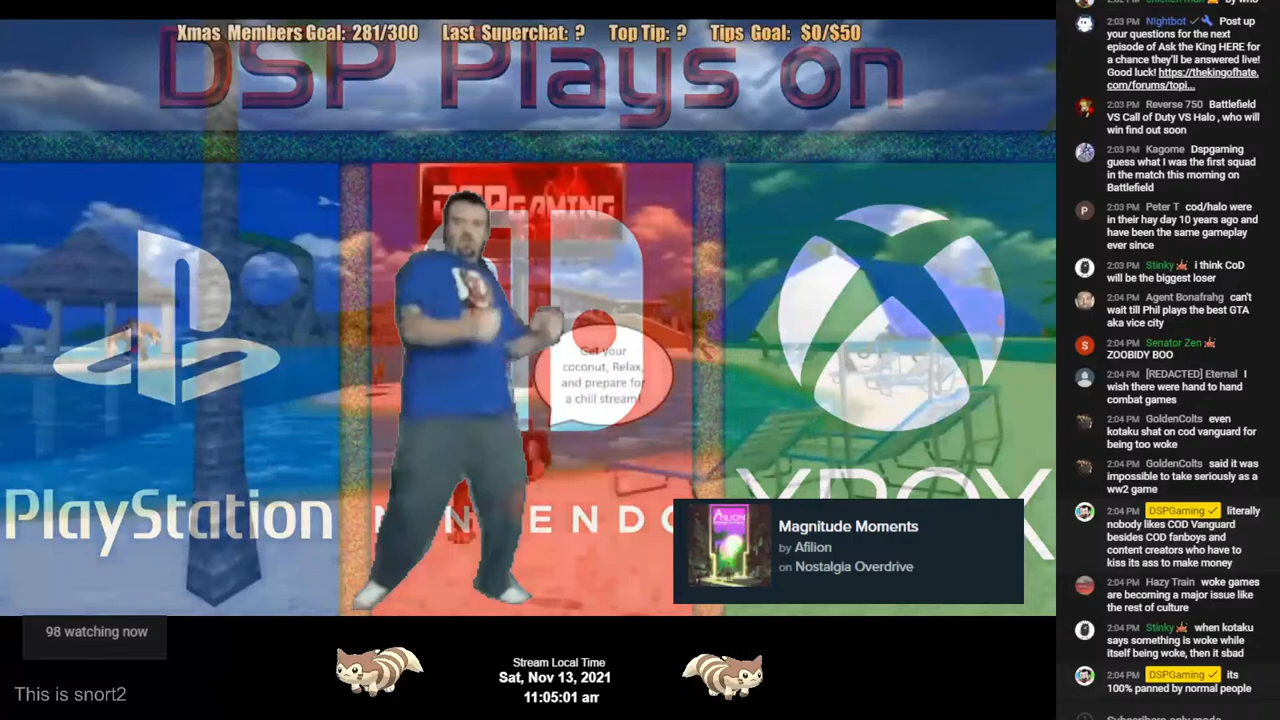 Xmas Members Goal: 281/300 Last Superchat: ? Top Tip: ? Tips Goal: $0/$50
DSP Plays on
DSPGAMING
Get your
coconut, Relax,
and prepare for
a chill stream!
PlayStation
NINTENDO
XBOX
Magnitude Moments
by Afilion
on Nostalgia Overdrive
AFILION
98 watching now
This is snort2
Stream Local Time
Sat, Nov 13, 2021
11:05:01 am
2:03 PM Nightbot Post up
your questions for the next
episode of Ask the King HERE for
a chance they'll be answered live!
Good luck! https://thekingofhate.
com/forums/topi...
2:03 PM Reverse 750 Battlefield
VS Call of Duty VS Halo , who will
win find out soon
2:03 PM Kagome Dspgaming
guess what I was the first squad
in the match this morning on
Battlefield
2:03 PM Peter T cod/halo were
in their hay day 10 years ago and
have been the same gameplay
ever since
2:03 PM Stinky i think CoD
will be the biggest loser
2:04 PM Agent Bonafrahg can't
wait till Phil plays the best GTA
aka vice city
2:04 PM Senator Zen
ZOOBIDY BOO
2:04 PM [REDACTED] Eternal I
wish there were hand to hand
combat games
2:04 PM GoldenColts even
kotaku shat on cod vanguard for
being too woke
2:04 PM GoldenColts said it was
impossible to take seriously as a
ww2 game
2:04 PM DSPGaming literally
nobody likes COD Vanguard
besides COD fanboys and
content creators who have to
kiss its ass to make money
2:04 PM Hazy Train woke games
are becoming a major issue like
the rest of culture
2:04 PM Stinky when kotaku
says something is woke while
itself being woke, then it sbad
2:04 PM DSPGaming its
100% panned by normal people